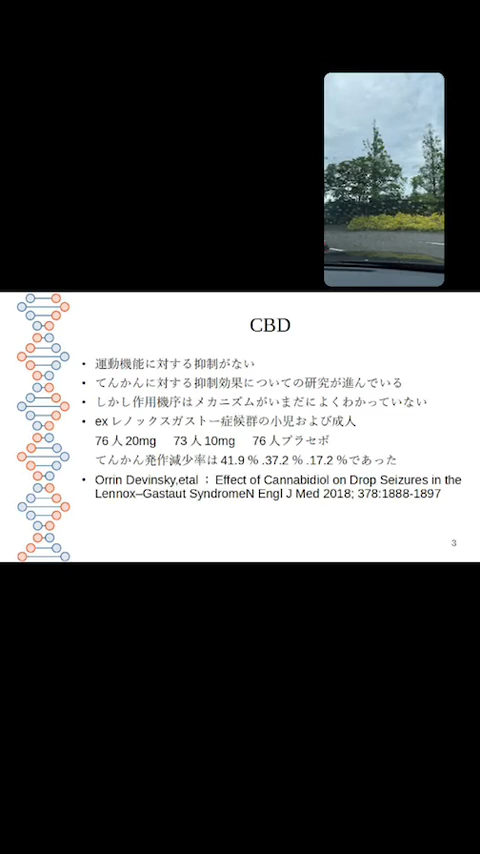 CBD
• 運動機能に対する抑制がない
• てんかんに対する抑制効果についての研究が進んでいる
• しかし作用機序はメカニズムがいまだによくわかっていない
• ex レノックスガストー症候群の小児および成人
76 人 20mg 73 人 10mg 76 人プラセボ
てんかん発作減少率は 41.9 % .37.2 % .17.2 %であった
• Orrin Devinsky,etal : Effect of Cannabidiol on Drop Seizures in the
Lennox–Gastaut SyndromeN Engl J Med 2018; 378:1888-1897
3